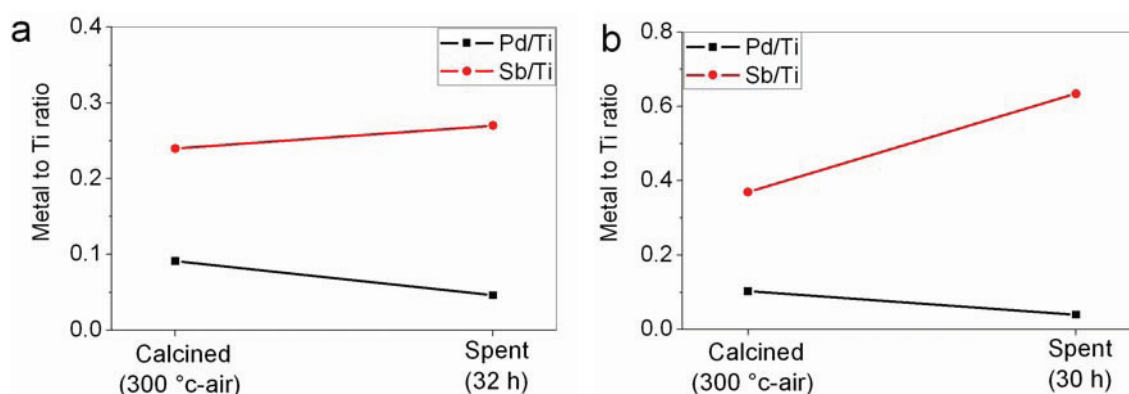 a
0.4
0.3
0.2
0.1
0.0
Metal to Ti ratio
Pd/Ti
Sb/Ti
Calcined
(300 °c-air)
Spent
(32 h)
b
0.8
0.6
0.4
0.2
0.0
Metal to Ti ratio
Pd/Ti
Sb/Ti
Calcined
(300 °c-air)
Spent
(30 h)